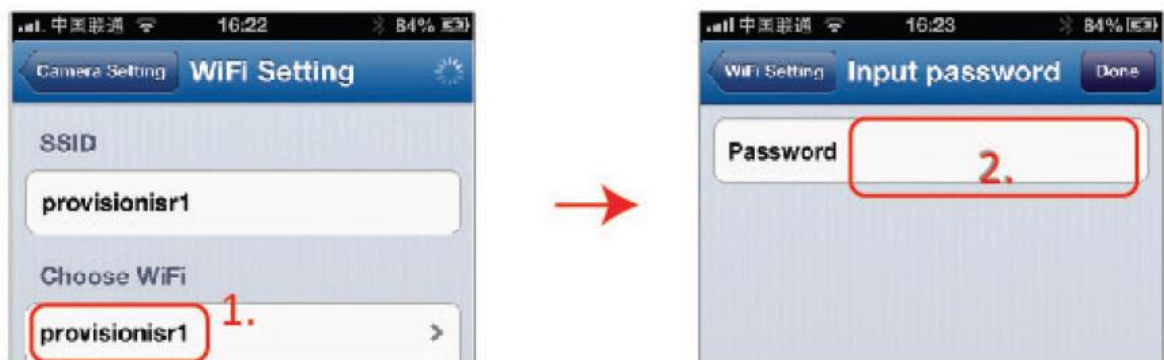 中国联通 16:22 84%
Camera Setting WiFi Setting
SSID
provisionisr1
Choose WiFi
provisionisr1 1. >
中国联通 16:23 84%
WiFi Setting Input password Done
Password 2.